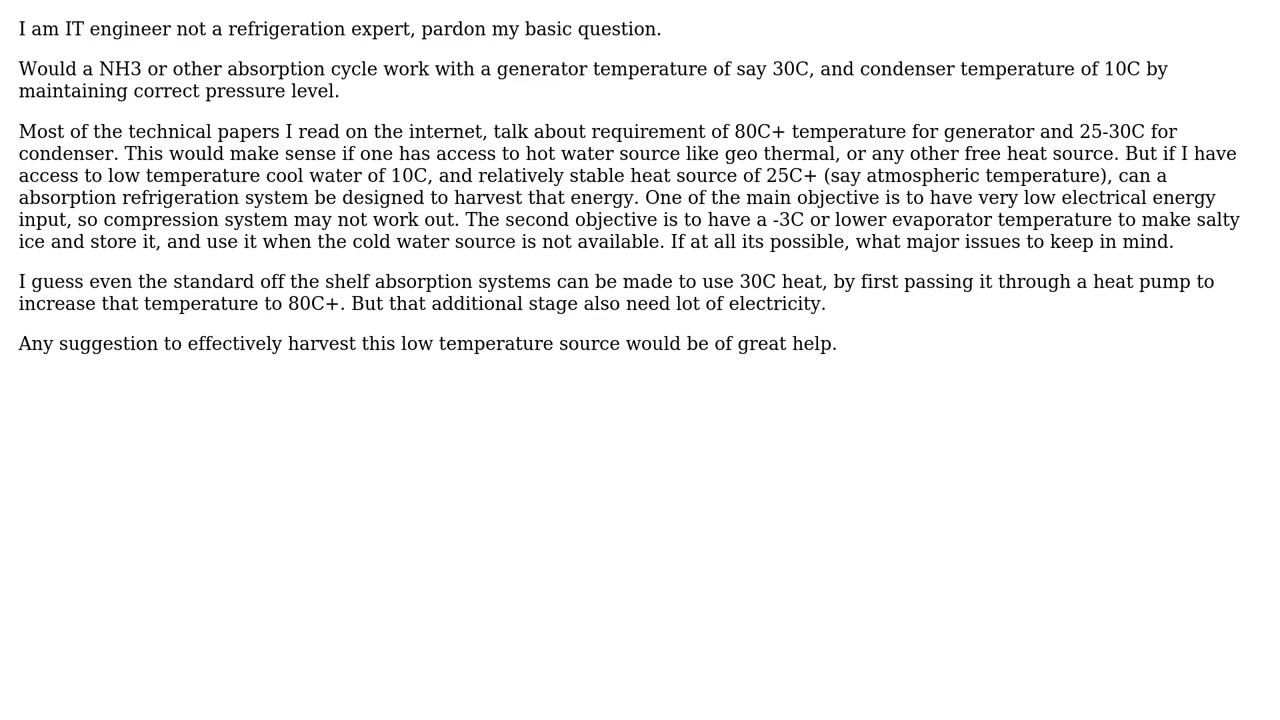 I am IT engineer not a refrigeration expert, pardon my basic question.
Would a NH3 or other absorption cycle work with a generator temperature of say 30C, and condenser temperature of 10C by
maintaining correct pressure level.
Most of the technical papers I read on the internet, talk about requirement of 80C+ temperature for generator and 25-30C for
condenser. This would make sense if one has access to hot water source like geo thermal, or any other free heat source. But if I have
access to low temperature cool water of 10C, and relatively stable heat source of 25C+ (say atmospheric temperature), can a
absorption refrigeration system be designed to harvest that energy. One of the main objective is to have very low electrical energy
input, so compression system may not work out. The second objective is to have a -3C or lower evaporator temperature to make salty
ice and store it, and use it when the cold water source is not available. If at all its possible, what major issues to keep in mind.
I guess even the standard off the shelf absorption systems can be made to use 30C heat, by first passing it through a heat pump to
increase that temperature to 80C+. But that additional stage also need lot of electricity.
Any suggestion to effectively harvest this low temperature source would be of great help.